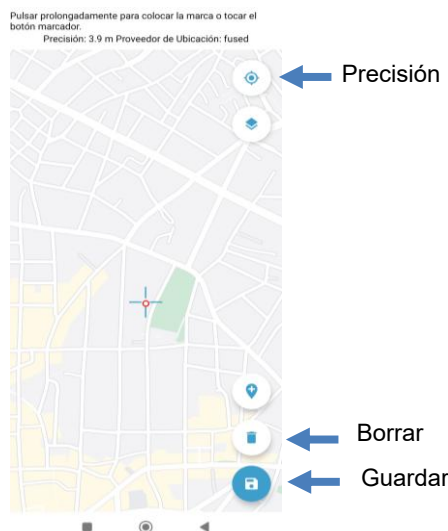 Pulsar prolongadamente para colocar la marca o tocar el
botón marcador.
Precisión: 3.9 m Proveedor de Ubicación: fused
Precisión
Borrar
Guardar